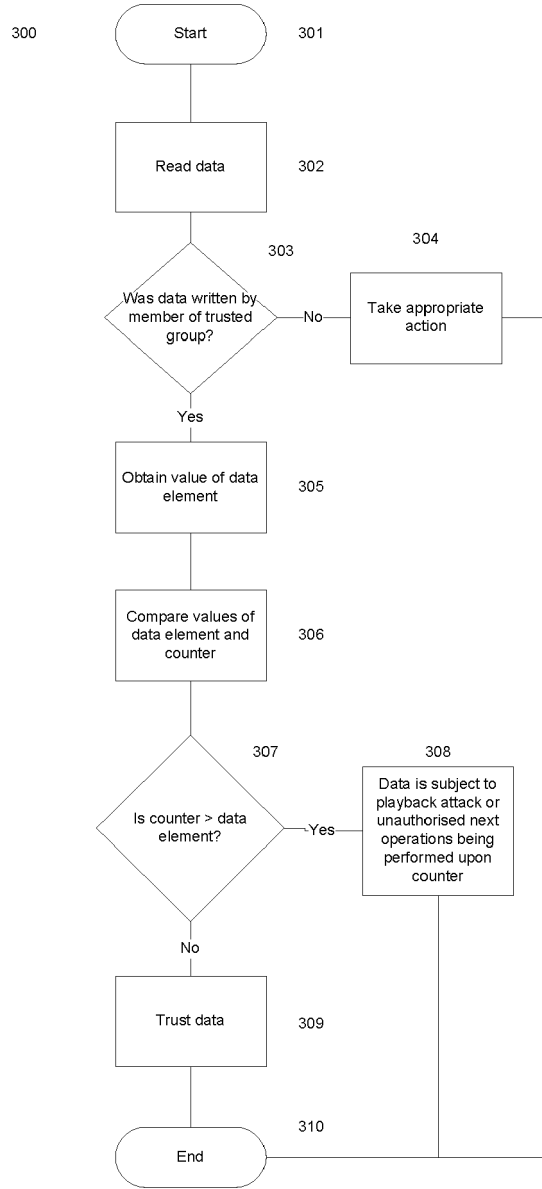 300
Start
301
Read data
302
303
304
Was data written by
member of trusted
group?
No
Take appropriate
action
Yes
Obtain value of data
element
305
Compare values of
data element and
counter
306
307
308
Is counter > data
element?
Yes
Data is subject to
playback attack or
unauthorised next
operations being
performed upon
counter
No
Trust data
309
310
End